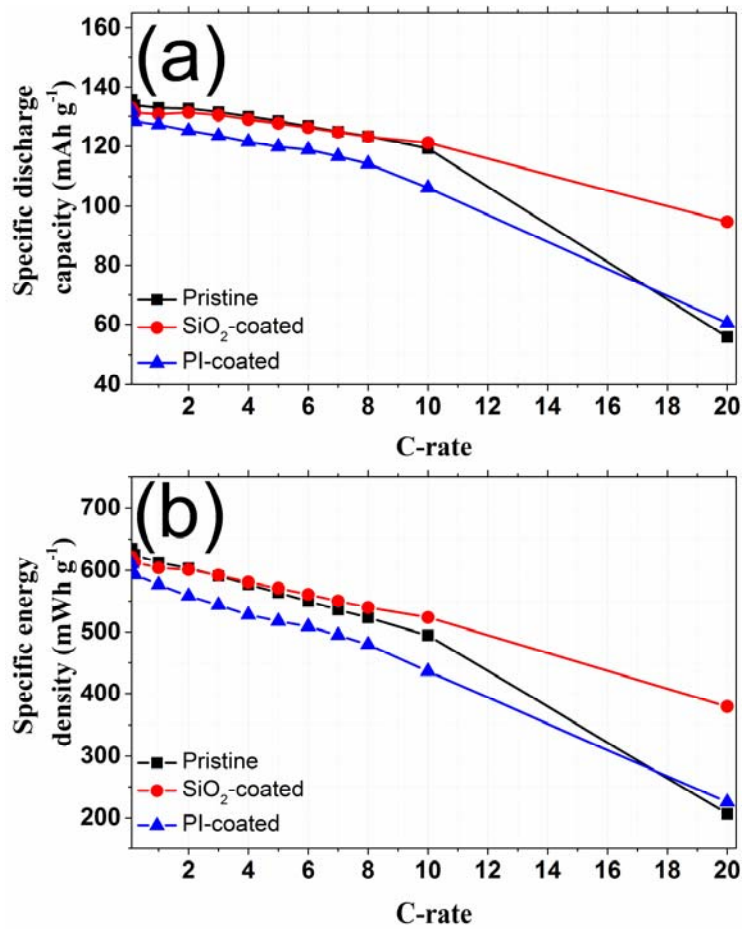 (a)
Specific discharge
capacity (mAh g⁻¹)
160
140
120
100
80
60
40
Pristine
SiO₂-coated
PI-coated
2 4 6 8 10 12 14 16 18 20
C-rate
(b)
Specific energy
density (mWh g⁻¹)
700
600
500
400
300
200
Pristine
SiO₂-coated
PI-coated
2 4 6 8 10 12 14 16 18 20
C-rate